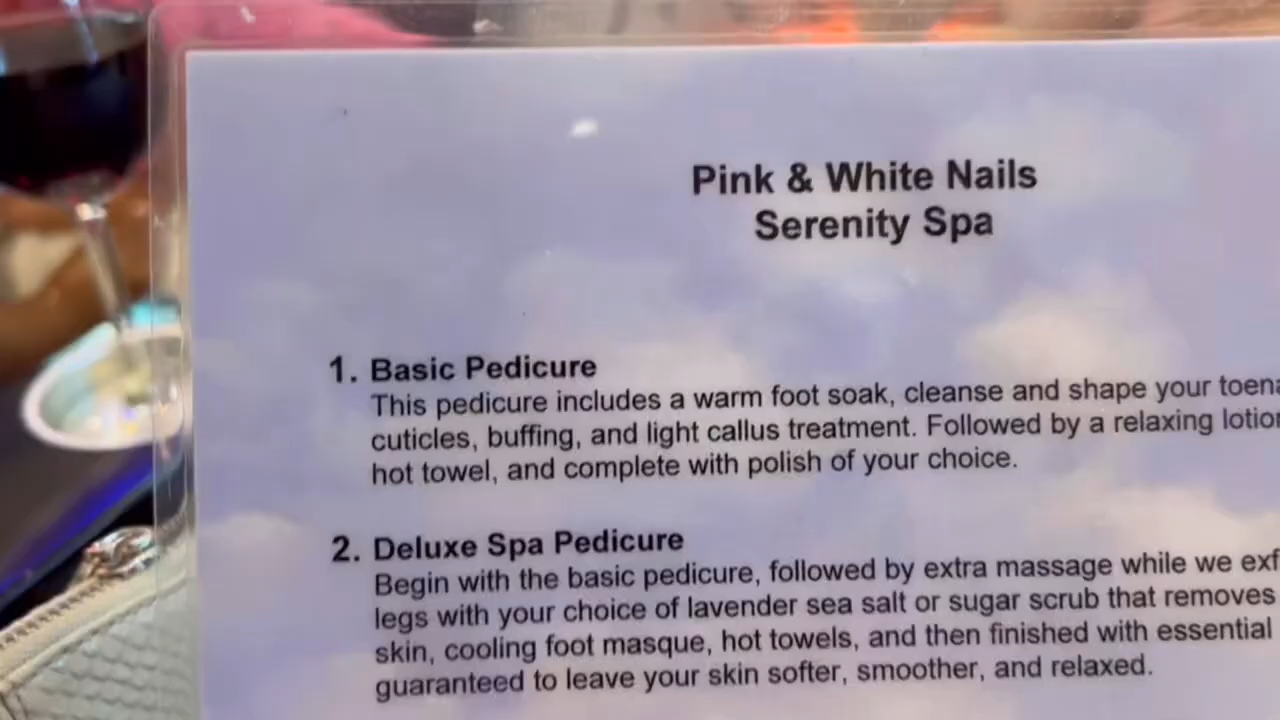 Pink & White Nails
Serenity Spa
1. Basic Pedicure
This pedicure includes a warm foot soak, cleanse and shape your
cuticles, buffing, and light callus treatment. Followed by a relaxing
hot towel, and complete with polish of your choice.
2. Deluxe Spa Pedicure
Begin with the basic pedicure, followed by extra massage while we
legs with your choice of lavender sea salt or sugar scrub that removes
skin, cooling foot masque, hot towels, and then finished with essential
guaranteed to leave your skin softer, smoother, and relaxed.